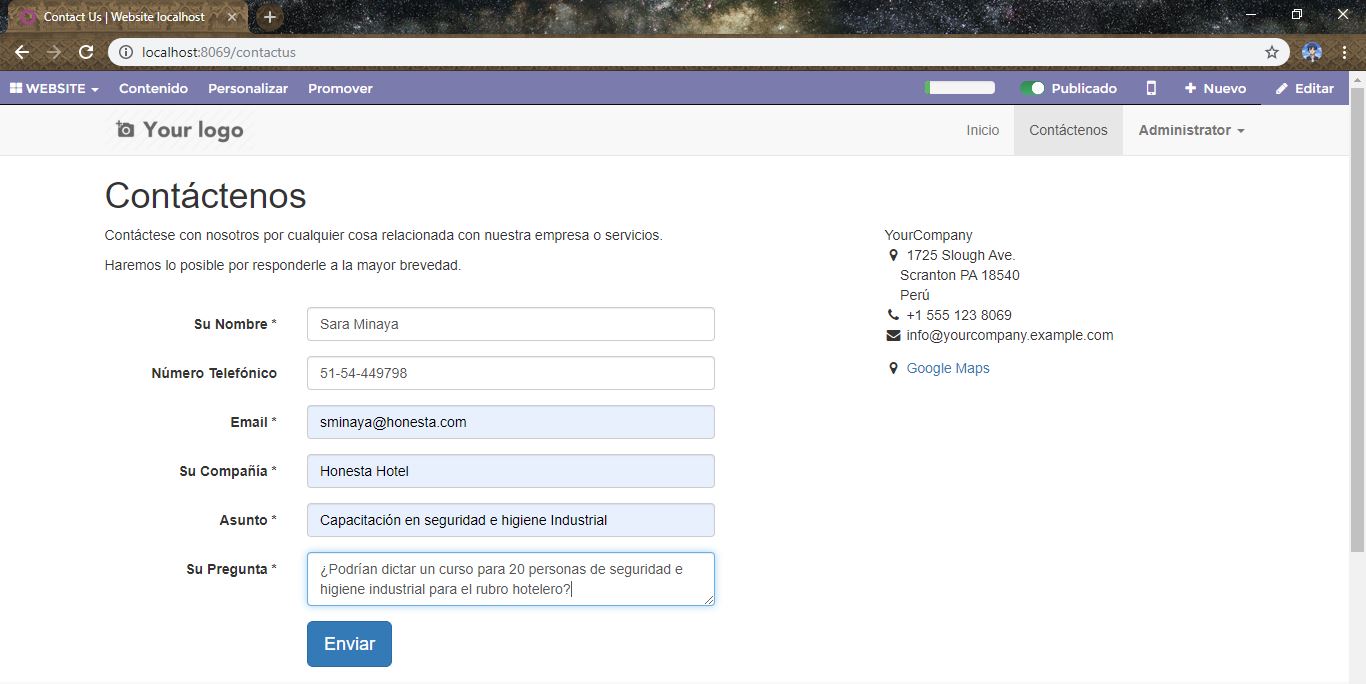 Contact Us | Website localhost
localhost:8069/contactus
WEBSITE Contenido Personalizar Promover Publicado Nuevo Editar
Your logo Inicio Contáctenos Administrator
Contáctenos
Contáctese con nosotros por cualquier cosa relacionada con nuestra empresa o servicios.
Haremos lo posible por responderle a la mayor brevedad.
Su Nombre * Sara Minaya
Número Telefónico 51-54-449798
Email * sminaya@honesta.com
Su Compañía * Honesta Hotel
Asunto * Capacitación en seguridad e higiene Industrial
Su Pregunta * ¿Podrían dictar un curso para 20 personas de seguridad e
higiene industrial para el rubro hotelero?
Enviar
YourCompany
1725 Slough Ave.
Scranton PA 18540
Perú
+1 555 123 8069
info@yourcompany.example.com
Google Maps